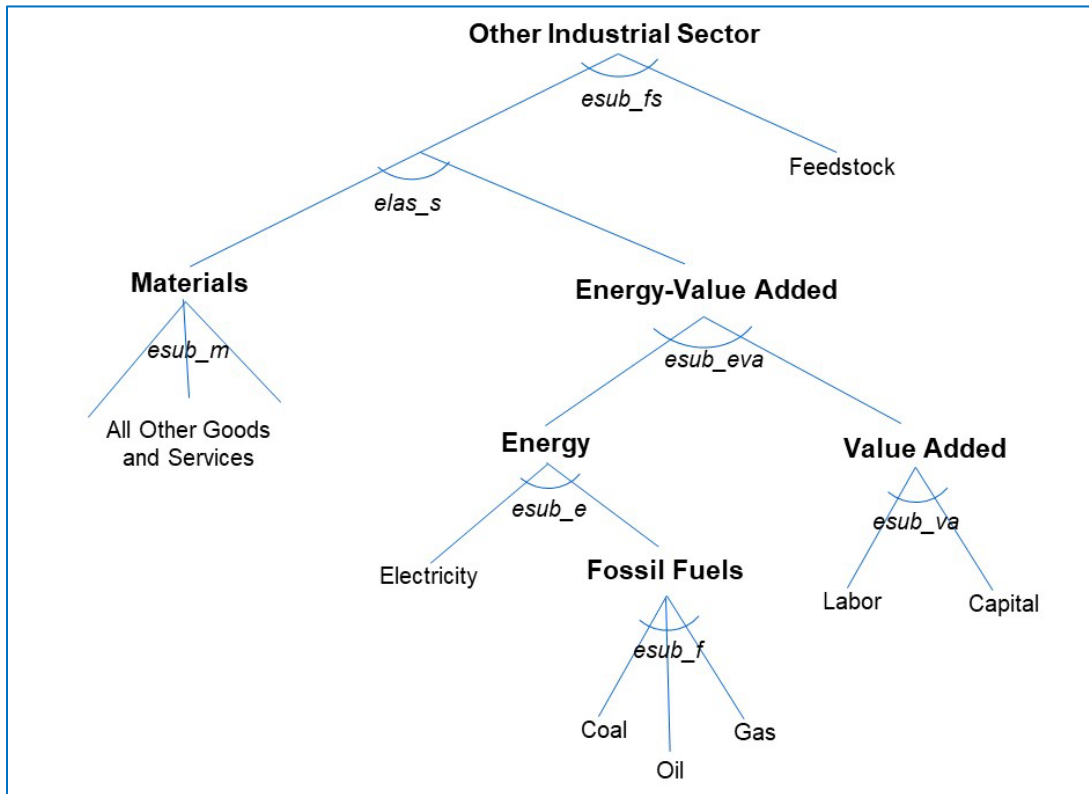 Other Industrial Sector
esub_fs
Feedstock
elas_s
Materials
Energy-Value Added
esub_m
esub_eva
All Other Goods
and Services
Energy
Value Added
esub_e
esub_va
Electricity
Fossil Fuels
Labor
Capital
esub_f
Coal
Gas
Oil